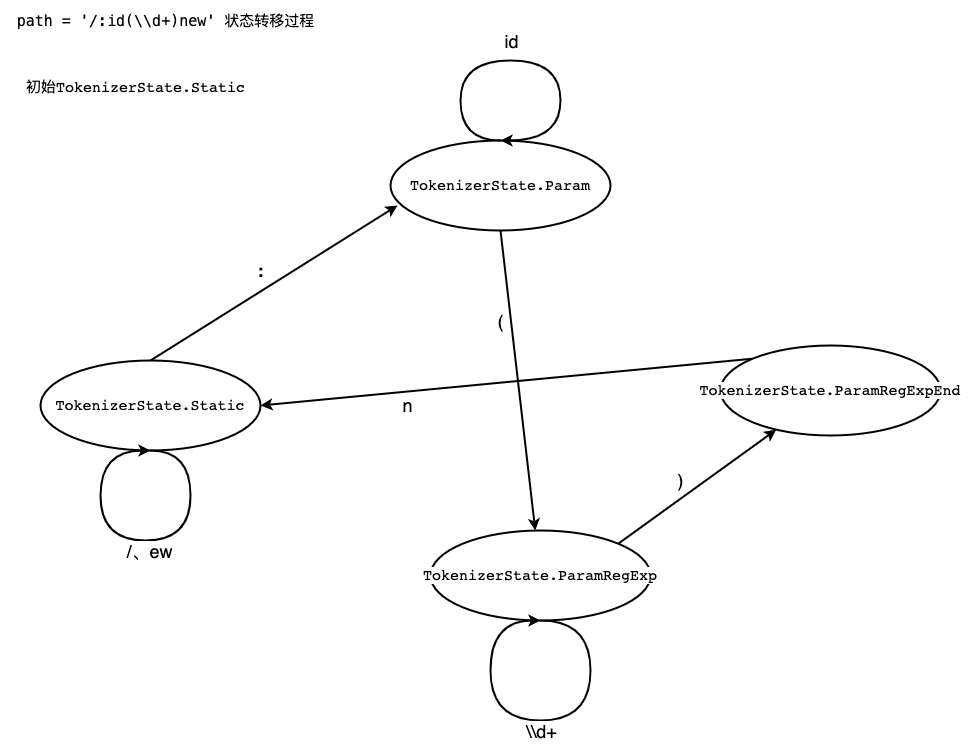 path = '/:id(\\d+)new' 状态转移过程
id
初始TokenizerState.Static
TokenizerState.Param
:
(
TokenizerState.ParamRegExpEnd
TokenizerState.Static
n
)
/、ew
TokenizerState.ParamRegExp
\\d+